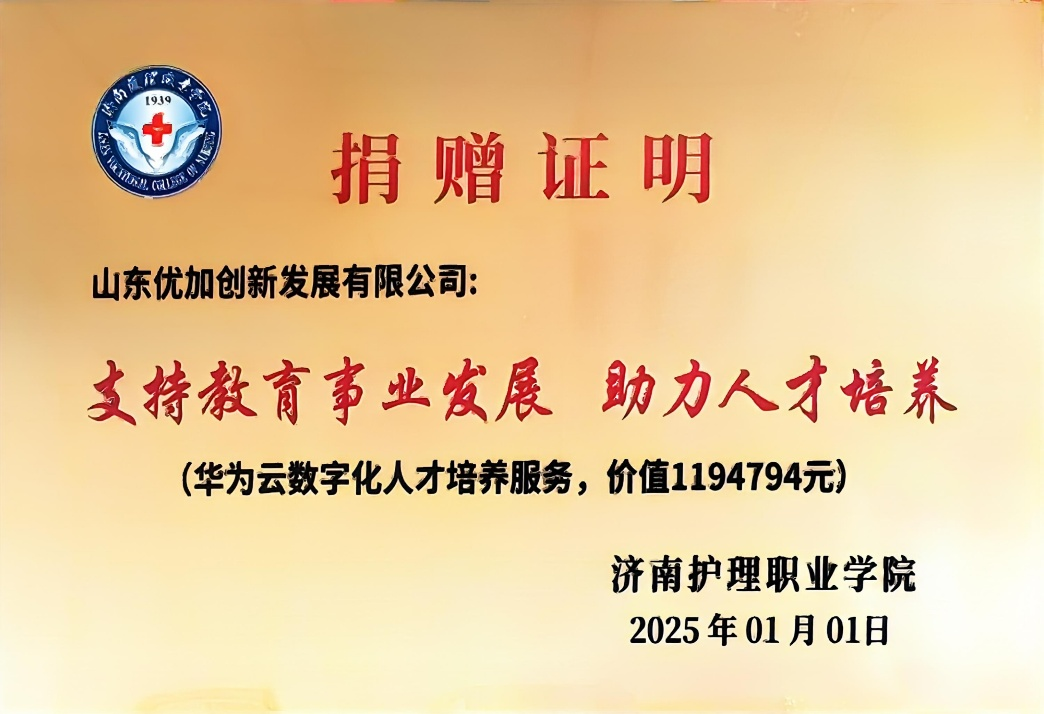 1939
捐赠证明
山东优加创新发展有限公司:
支持教育事业发展 助力人才培养
(华为云数字化人才培养服务，价值1194794元)
济南护理职业学院
2025年01月01日